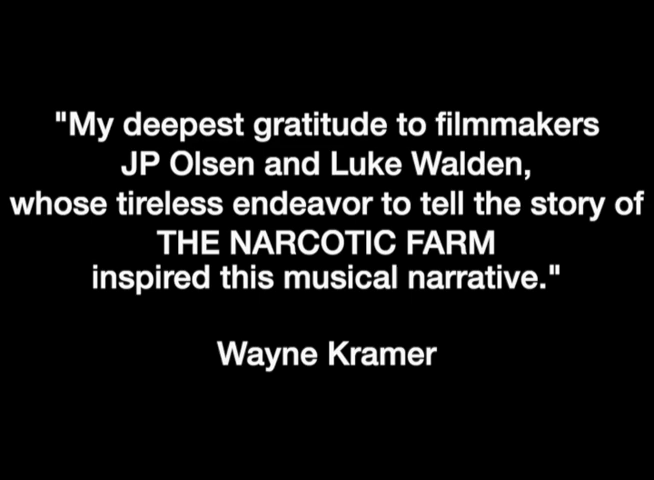 "My deepest gratitude to filmmakers
JP Olsen and Luke Walden,
whose tireless endeavor to tell the story of
THE NARCOTIC FARM
inspired this musical narrative."
Wayne Kramer